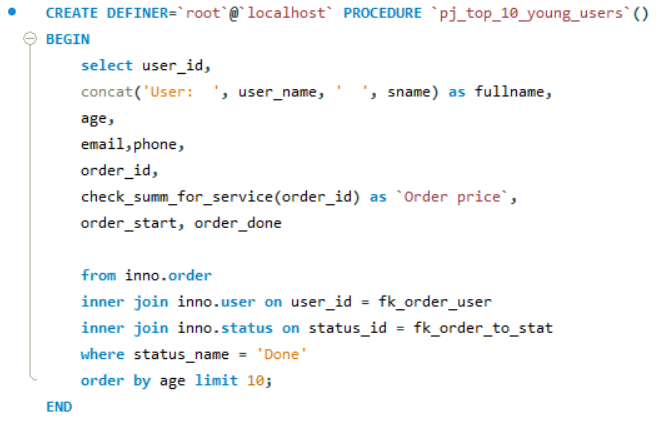 CREATE DEFINER=`root`@`localhost` PROCEDURE `pj_top_10_young_users`()
BEGIN
select user_id,
concat('User:  ', user_name, '  ', sname) as fullname,
age,
email,phone,
order_id,
check_summ_for_service(order_id) as `Order price`,
order_start, order_done
from inno.order
inner join inno.user on user_id = fk_order_user
inner join inno.status on status_id = fk_order_to_stat
where status_name = 'Done'
order by age limit 10;
END